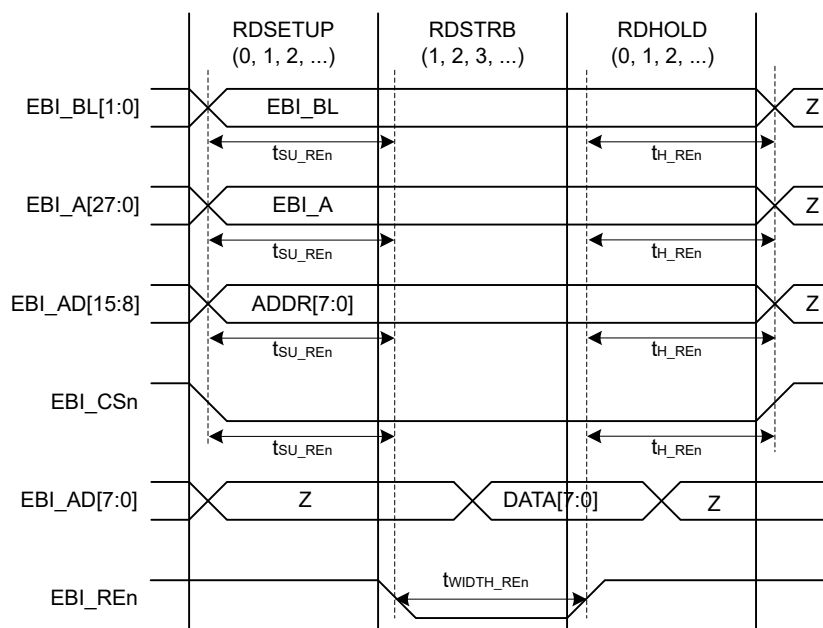 RDSETUP RDSTRB RDHOLD
(0, 1, 2, ...) (1, 2, 3, ...) (0, 1, 2, ...)
EBI_BL[1:0] EBI_BL Z
tSU_REn tH_REn
EBI_A[27:0] EBI_A Z
tSU_REn tH_REn
EBI_AD[15:8] ADDR[7:0] Z
tSU_REn tH_REn
EBI_CSn
tSU_REn tH_REn
EBI_AD[7:0] Z DATA[7:0] Z
tWIDTH_REn
EBI_REn